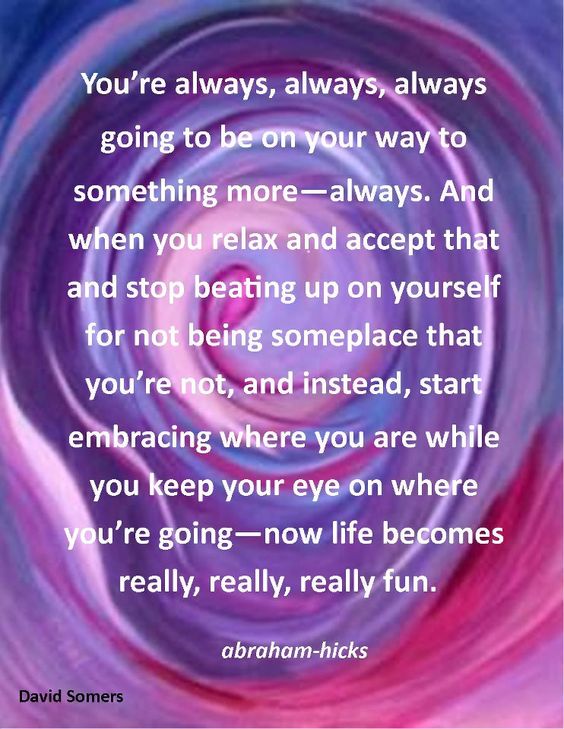 You’re always, always, always
going to be on your way to
something more—always. And
when you relax and accept that
and stop beating up on yourself
for not being someplace that
you’re not, and instead, start
embracing where you are while
you keep your eye on where
you’re going—now life becomes
really, really, really fun.
abraham-hicks
David Somers